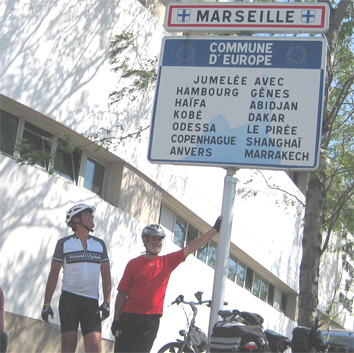 MARSEILLE
COMMUNE
D'EUROPE
JUMELÉE AVEC
HAMBOURG GÊNES
HAÏFA ABIDJAN
KOBÉ DAKAR
ODESSA LE PIRÉE
COPENHAGUE SHANGHAÏ
ANVERS MARRAKECH